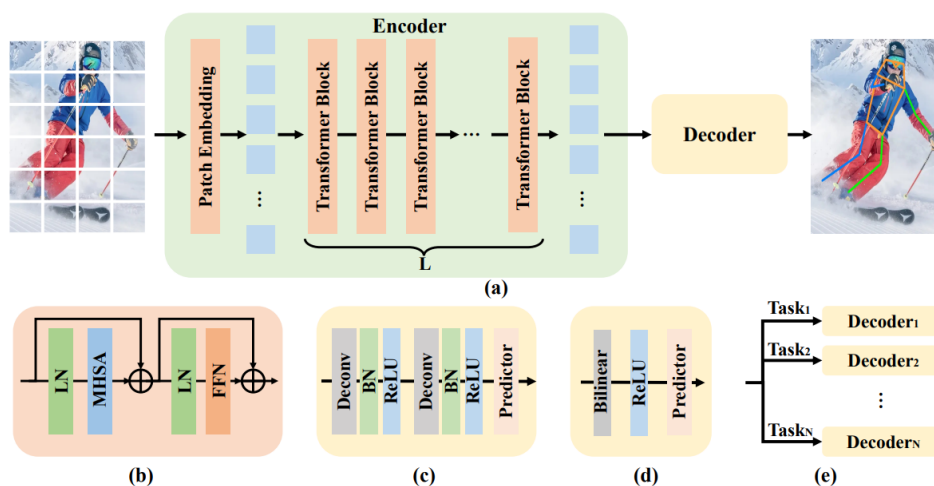 Encoder
Patch Embedding
...
Transformer Block
Transformer Block
Transformer Block
...
Transformer Block
...
L
Decoder
(a)
LN
MHSA
LN
FFN
(b)
Deconv
BN
ReLU
Deconv
BN
ReLU
Predictor
(c)
Bilinear
ReLU
Predictor
(d)
Task1
Decoder1
Task2
Decoder2
...
TaskN
DecoderN
(e)